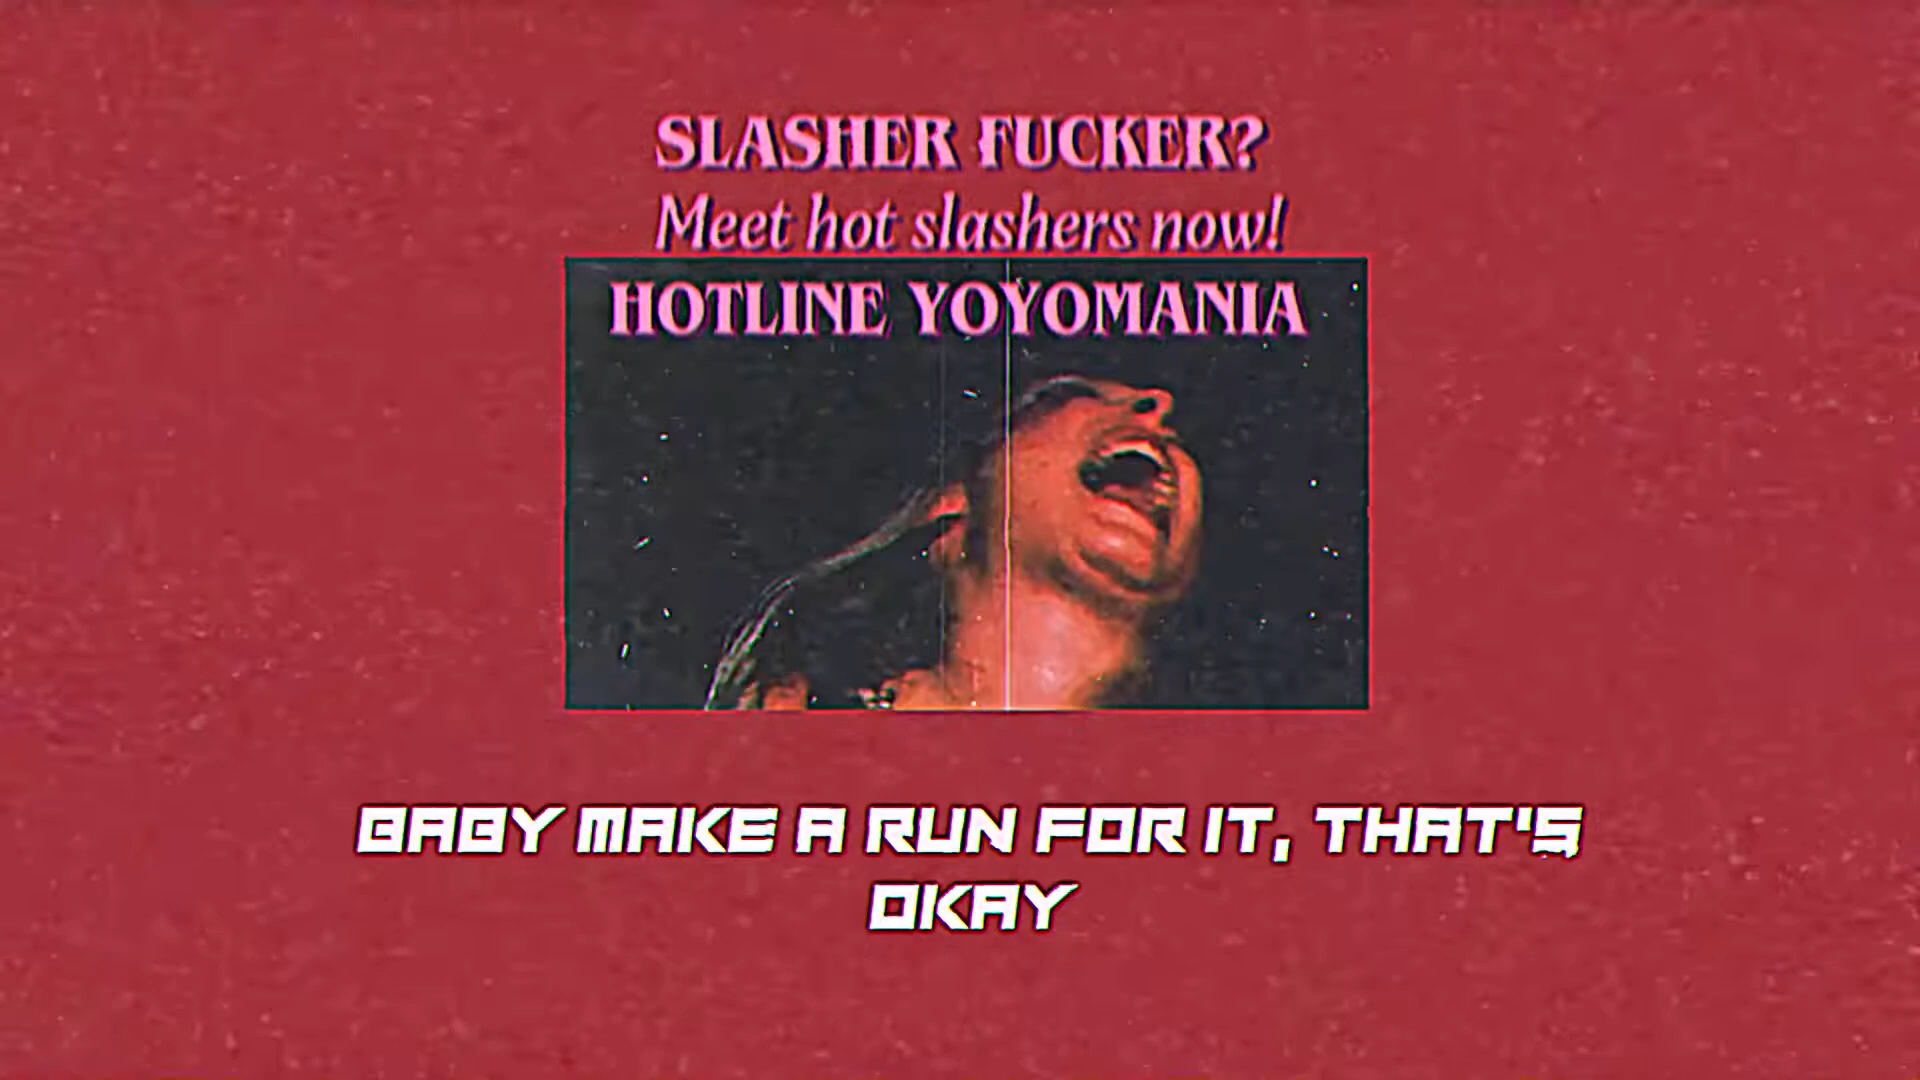 SLASHER FUCKER?
Meet hot slashers now!
HOTLINE YOYOMANIA
BABY MAKE A RUN FOR IT, THAT'S
OKAY